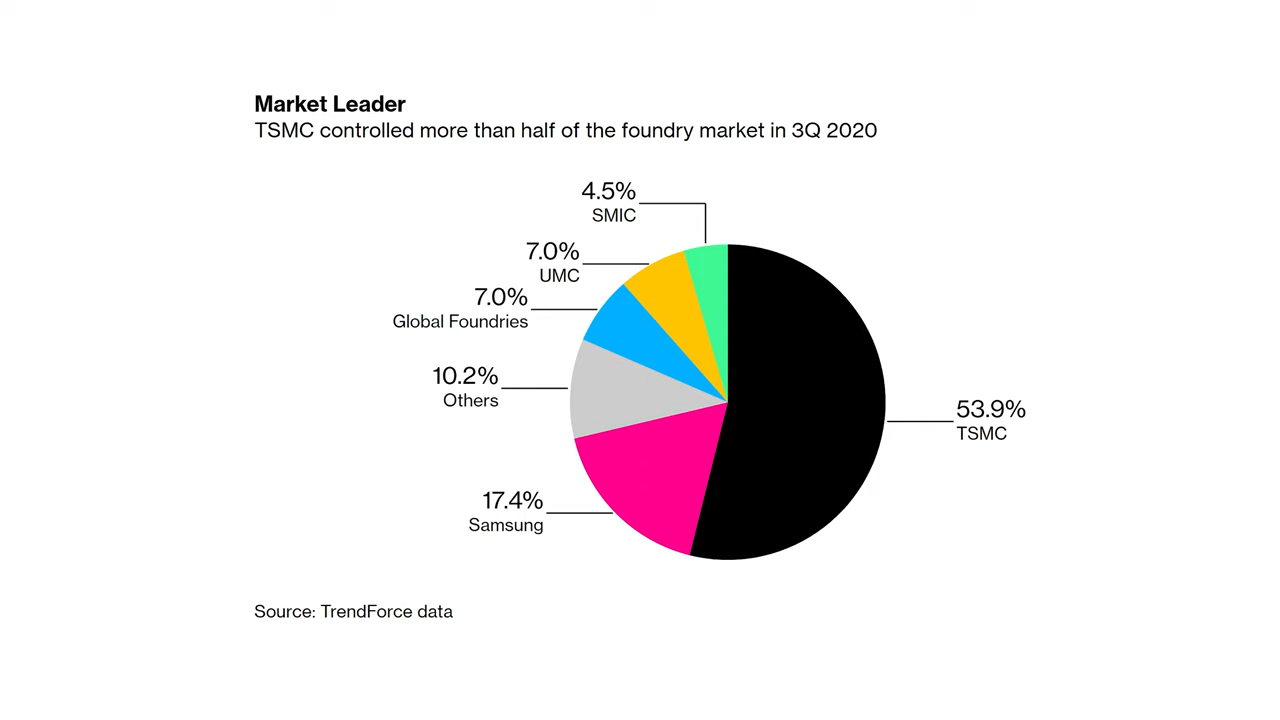 Market Leader
TSMC controlled more than half of the foundry market in 3Q 2020
4.5%
SMIC
7.0%
UMC
7.0%
Global Foundries
10.2%
Others
53.9%
TSMC
17.4%
Samsung
Source: TrendForce data